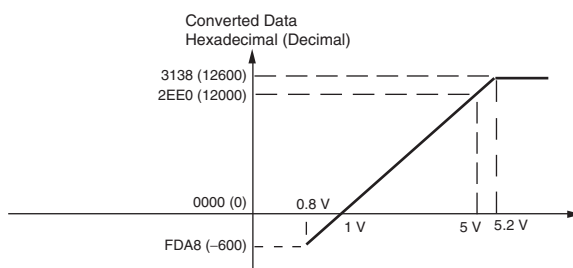 Converted Data
Hexadecimal (Decimal)
3138 (12600)
2EE0 (12000)
0000 (0)
0.8 V
1 V
5 V
5.2 V
FDA8 (–600)